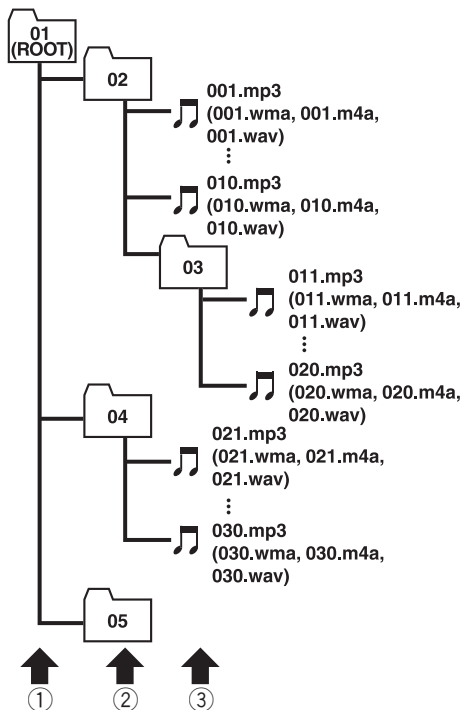 01
(ROOT)
02
001.mp3
(001.wma, 001.m4a,
001.wav)
010.mp3
(010.wma, 010.m4a,
010.wav)
03
011.mp3
(011.wma, 011.m4a,
011.wav)
020.mp3
(020.wma, 020.m4a,
020.wav)
04
021.mp3
(021.wma, 021.m4a,
021.wav)
030.mp3
(030.wma, 030.m4a,
030.wav)
05
① ② ③